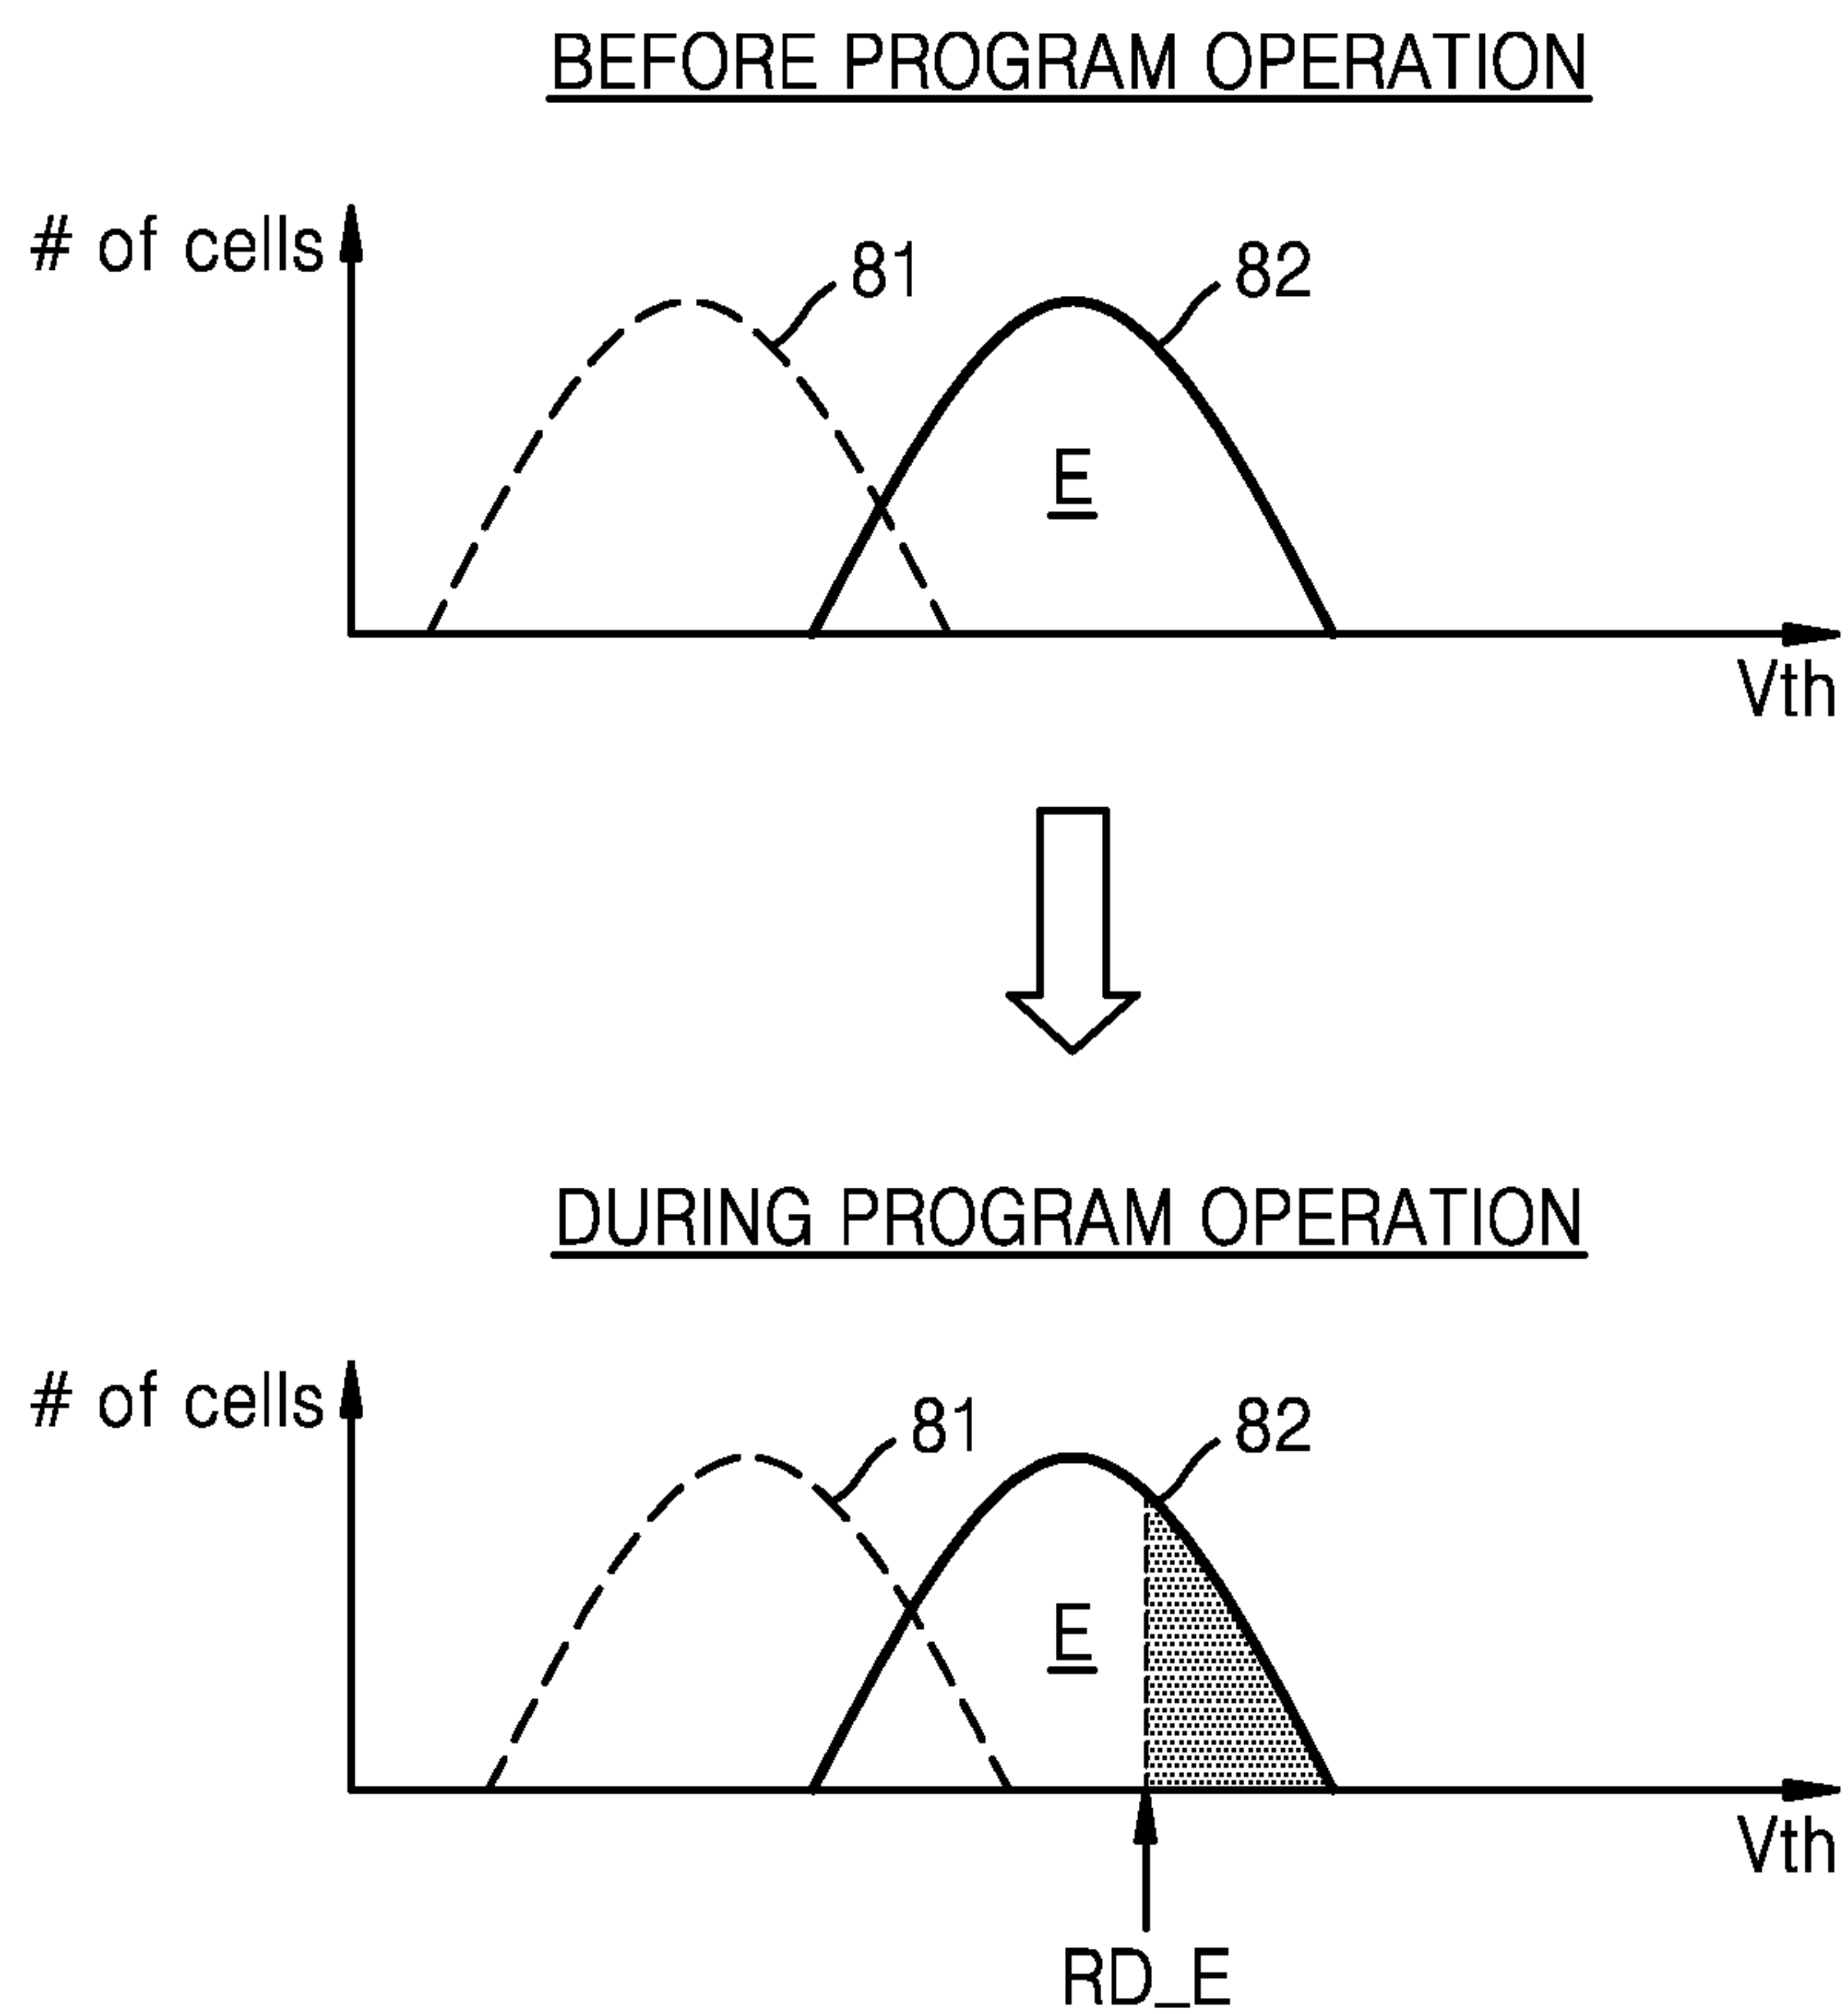 BEFORE PROGRAM OPERATION
# of cells
81
82
E
Vth
DURING PROGRAM OPERATION
# of cells
81
82
E
Vth
RD_E